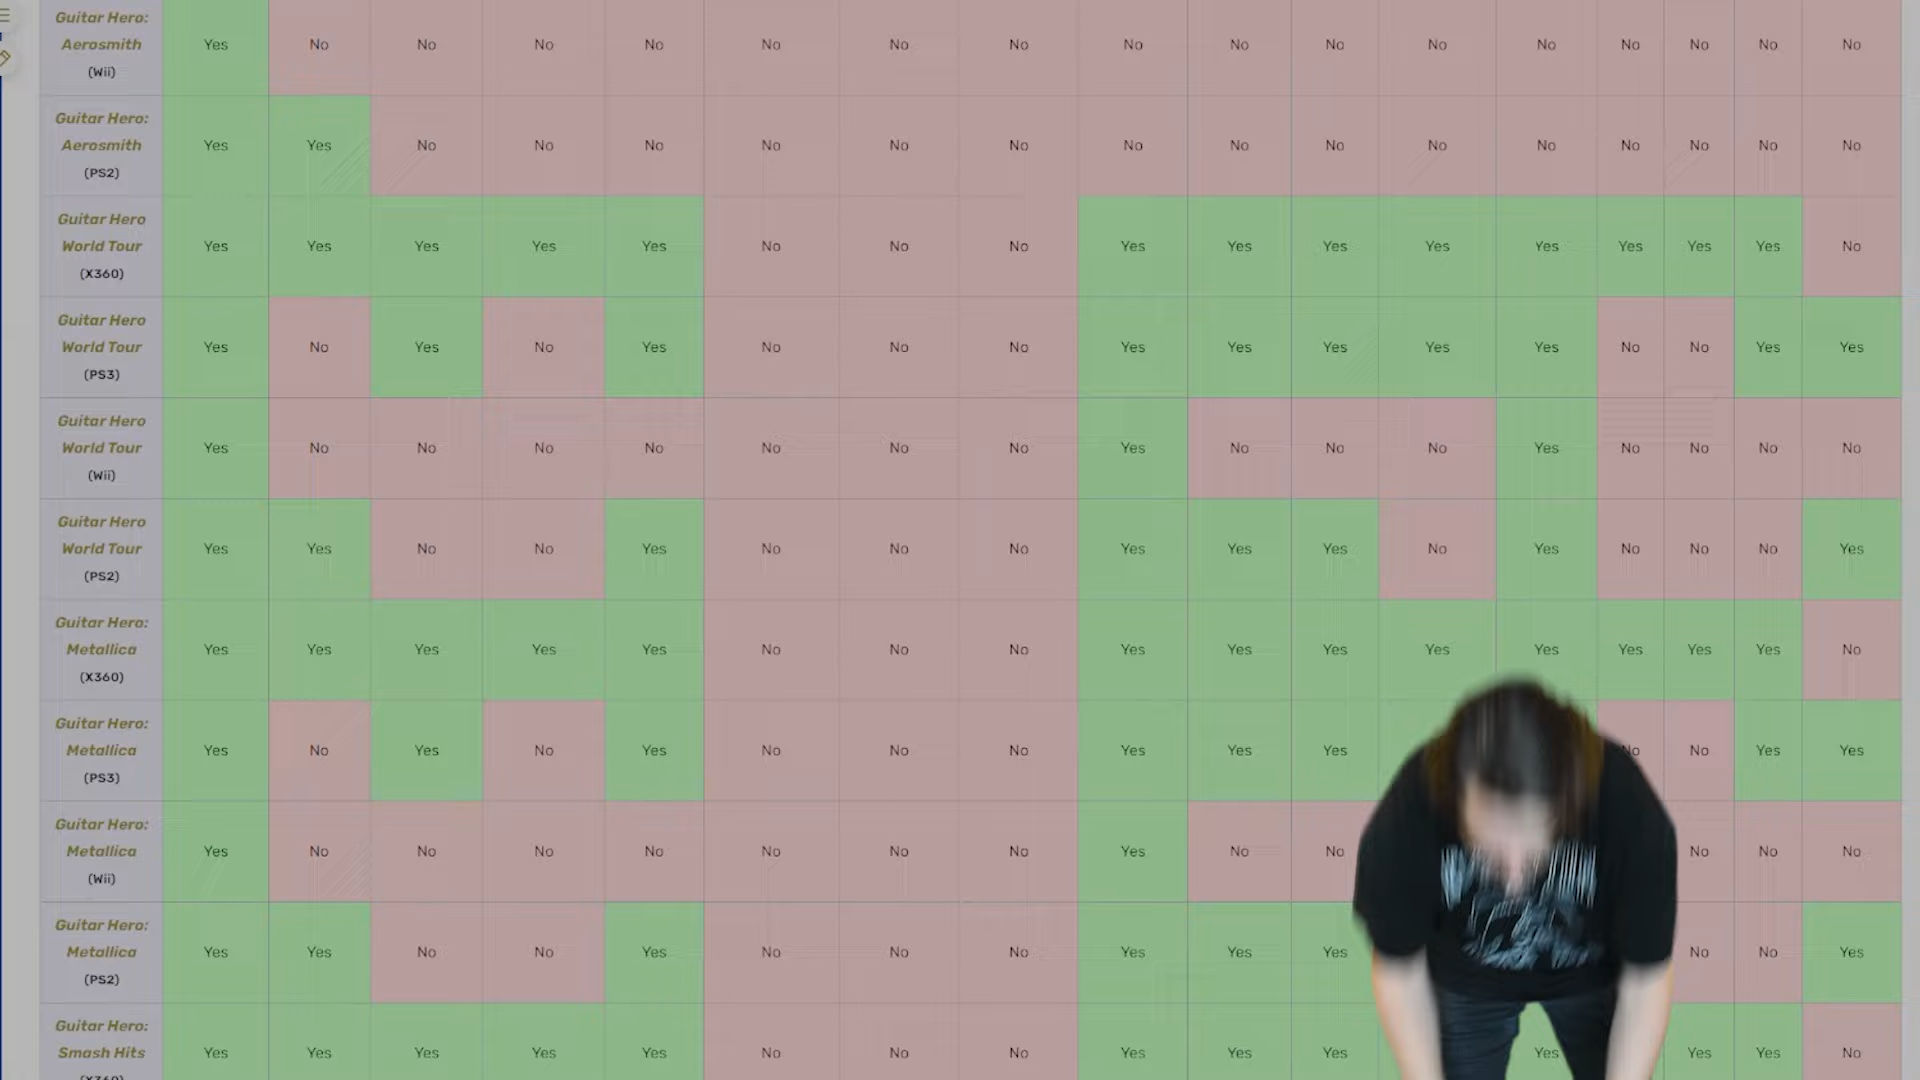 Guitar Hero:
Aerosmith
(Wii)
Yes No No No No No No No No No No No No No No No No
Guitar Hero:
Aerosmith
(PS2)
Yes Yes No No No No No No No No No No No No No No No
Guitar Hero
World Tour
(X360)
Yes Yes Yes Yes Yes No No No Yes Yes Yes Yes Yes Yes Yes Yes No
Guitar Hero
World Tour
(PS3)
Yes No Yes No Yes No No No Yes Yes Yes Yes Yes No No Yes Yes
Guitar Hero
World Tour
(Wii)
Yes No No No No No No No Yes No No No Yes No No No No
Guitar Hero
World Tour
(PS2)
Yes Yes No No Yes No No No Yes Yes Yes No Yes No No No Yes
Guitar Hero:
Metallica
(X360)
Yes Yes Yes Yes Yes No No No Yes Yes Yes Yes Yes Yes Yes Yes No
Guitar Hero:
Metallica
(PS3)
Yes No Yes No Yes No No No Yes Yes Yes No No Yes Yes
Guitar Hero:
Metallica
(Wii)
Yes No No No No No No No Yes No No No No No
Guitar Hero:
Metallica
(PS2)
Yes Yes No No Yes No No No Yes Yes Yes No No Yes
Guitar Hero:
Smash Hits
Yes Yes Yes Yes Yes No No No Yes Yes Yes Yes Yes Yes No